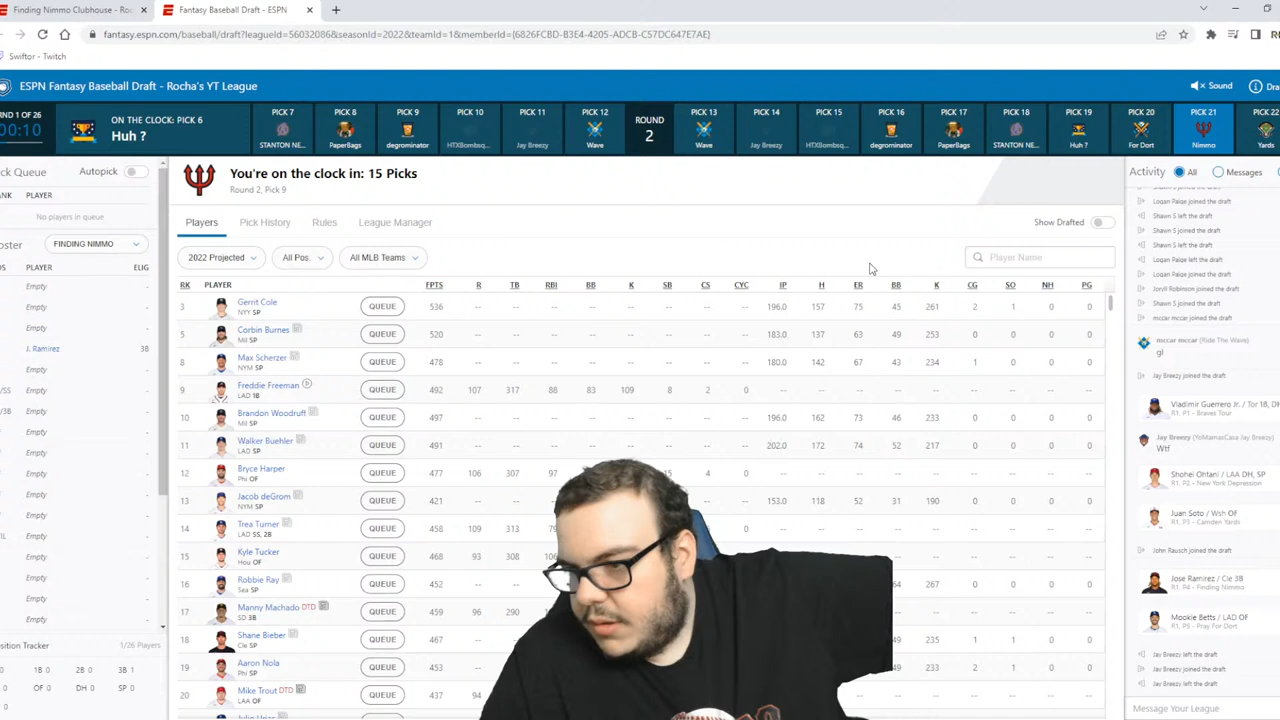 Finding Nimmo Clubhouse - Roc
Fantasy Baseball Draft - ESPN
fantasy.espn.com/baseball/draft?leagueId=56032086&seasonId=2022&teamId=1&memberId={6826FCBD-B3E4-4205-ADCB-C57DC647E7AE}
Swiftor - Twitch
ESPN Fantasy Baseball Draft - Rocha's YT League
Sound
ROUND 1 OF 26
00:10
ON THE CLOCK: PICK 6
Huh ?
PICK 7
STANTON NE...
PICK 8
PaperBags
PICK 9
degrominator
PICK 10
HTXBombsq...
PICK 11
Jay Breezy
PICK 12
Wave
ROUND
2
PICK 13
Wave
PICK 14
Jay Breezy
PICK 15
HTXBombsq...
PICK 16
degrominator
PICK 17
PaperBags
PICK 18
STANTON NE...
PICK 19
Huh ?
PICK 20
For Dort
PICK 21
Nimmo
PICK 22
Yards
ck Queue
Autopick
ANK PLAYER
No players in queue
oster
FINDING NIMMO
OS PLAYER ELIG
Empty
Empty
J. Ramirez 3B
Empty
/SS Empty
/3B Empty
Empty
Empty
Empty
Empty
Empty
Empty
Empty
IL Empty
Empty
Empty
osition Tracker 1/26 Players
1B 0 2B 0 3B 1
OF 0 DH 0 SP 0
You're on the clock in: 15 Picks
Round 2, Pick 9
Players Pick History Rules League Manager
Show Drafted
2022 Projected All Pos. All MLB Teams
Player Name
RK PLAYER FPTS R TB RBI BB K SB CS CYC IP H ER BB K CG SO NH PG
3 Gerrit Cole NYY SP QUEUE 536 -- -- -- -- -- -- -- -- 196.0 157 75 45 261 2 1 0 0
5 Corbin Burnes Mil SP QUEUE 520 -- -- -- -- -- -- -- -- 183.0 137 63 49 253 0 0 0 0
8 Max Scherzer NYM SP QUEUE 478 -- -- -- -- -- -- -- -- 180.0 142 67 43 234 1 0 0 0
9 Freddie Freeman LAD 1B QUEUE 492 107 317 88 83 109 8 2 0 -- -- -- -- -- -- -- -- --
10 Brandon Woodruff Mil SP QUEUE 497 -- -- -- -- -- -- -- -- 196.0 162 73 46 233 0 0 0 0
11 Walker Buehler LAD SP QUEUE 491 -- -- -- -- -- -- -- -- 202.0 172 74 52 217 0 0 0 0
12 Bryce Harper Phi OF QUEUE 477 106 307 97 15 4 0 -- -- -- -- -- -- -- -- --
13 Jacob deGrom NYM SP QUEUE 421 -- -- -- -- -- 153.0 118 52 31 190 0 0 0 0
14 Trea Turner LAD SS, 2B QUEUE 458 109 313 0 -- -- -- -- -- -- -- -- --
15 Kyle Tucker Hou OF QUEUE 468 93 308 106 -- -- -- -- --
16 Robbie Ray Sea SP QUEUE 452 -- -- 64 267 0 0 0 0
17 Manny Machado DTD SD 3B QUEUE 459 96 290 -- -- -- -- --
18 Shane Bieber Cle SP QUEUE 467 -- -- 49 235 1 1 0 0
19 Aaron Nola Phi SP QUEUE 453 -- -- 2 1 0 0
20 Mike Trout DTD LAA OF QUEUE 437 94 -- -- -- --
Activity All Messages
Logan Paige joined the draft
Shawn S left the draft
Shawn S joined the draft
Shawn S left the draft
Logan Paige left the draft
Logan Paige joined the draft
Joryll Robinson joined the draft
Shawn S joined the draft
mccar mccar joined the draft
mccar mccar (Ride The Wave)
gl
Jay Breezy joined the draft
Vladimir Guerrero Jr. / Tor 1B, DH
R1, P1 - Braves Tour
Jay Breezy (YoMamasCasa Jay Breezy)
Wtf
Shohei Ohtani / LAA DH, SP
R1, P2 - New York Depression
Juan Soto / Wsh OF
R1, P3 - Camden Yards
John Rausch joined the draft
Jose Ramirez / Cle 3B
R1, P4 - Finding Nimmo
Mookie Betts / LAD OF
R1, P5 - Pray For Dort
Jay Breezy left the draft
Jay Breezy joined the draft
Jay Breezy left the draft
Message Your League